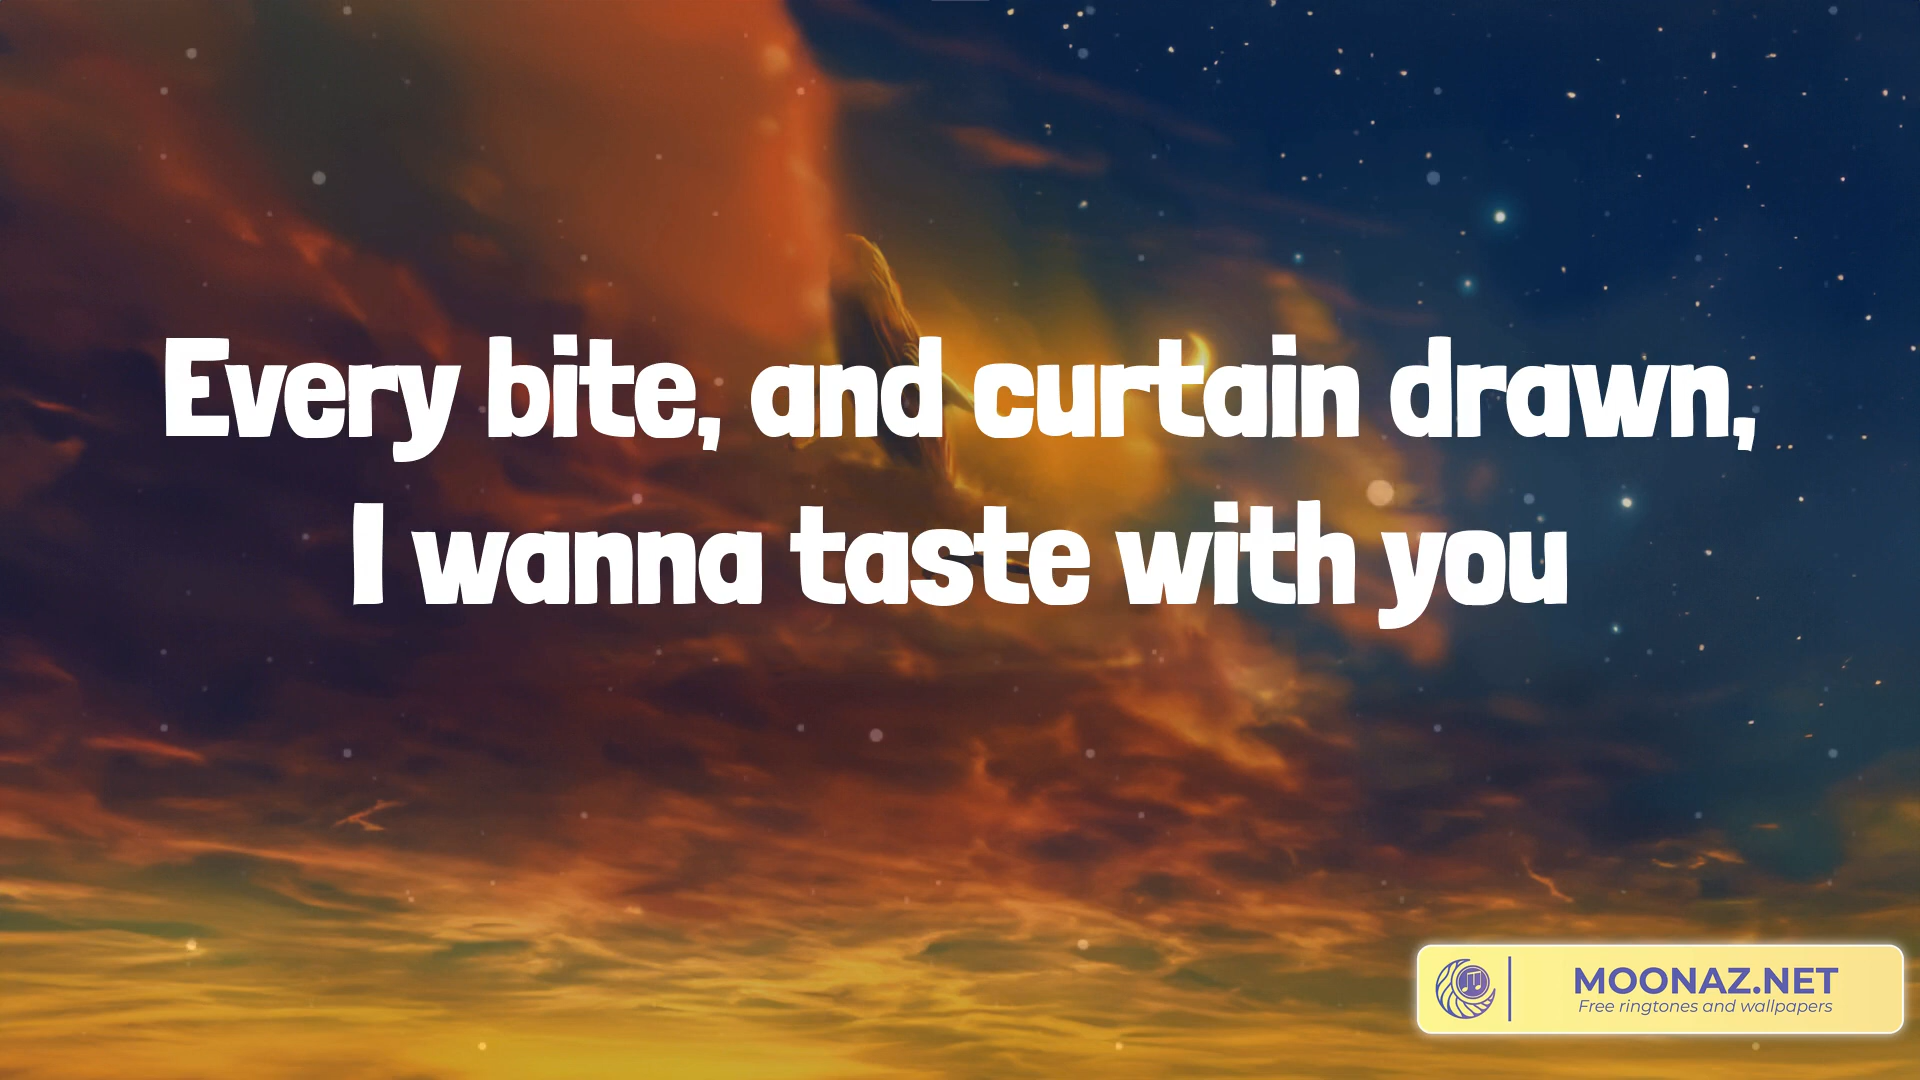 Every bite, and curtain drawn,
I wanna taste with you
MOONAZ.NET
Free ringtones and wallpapers